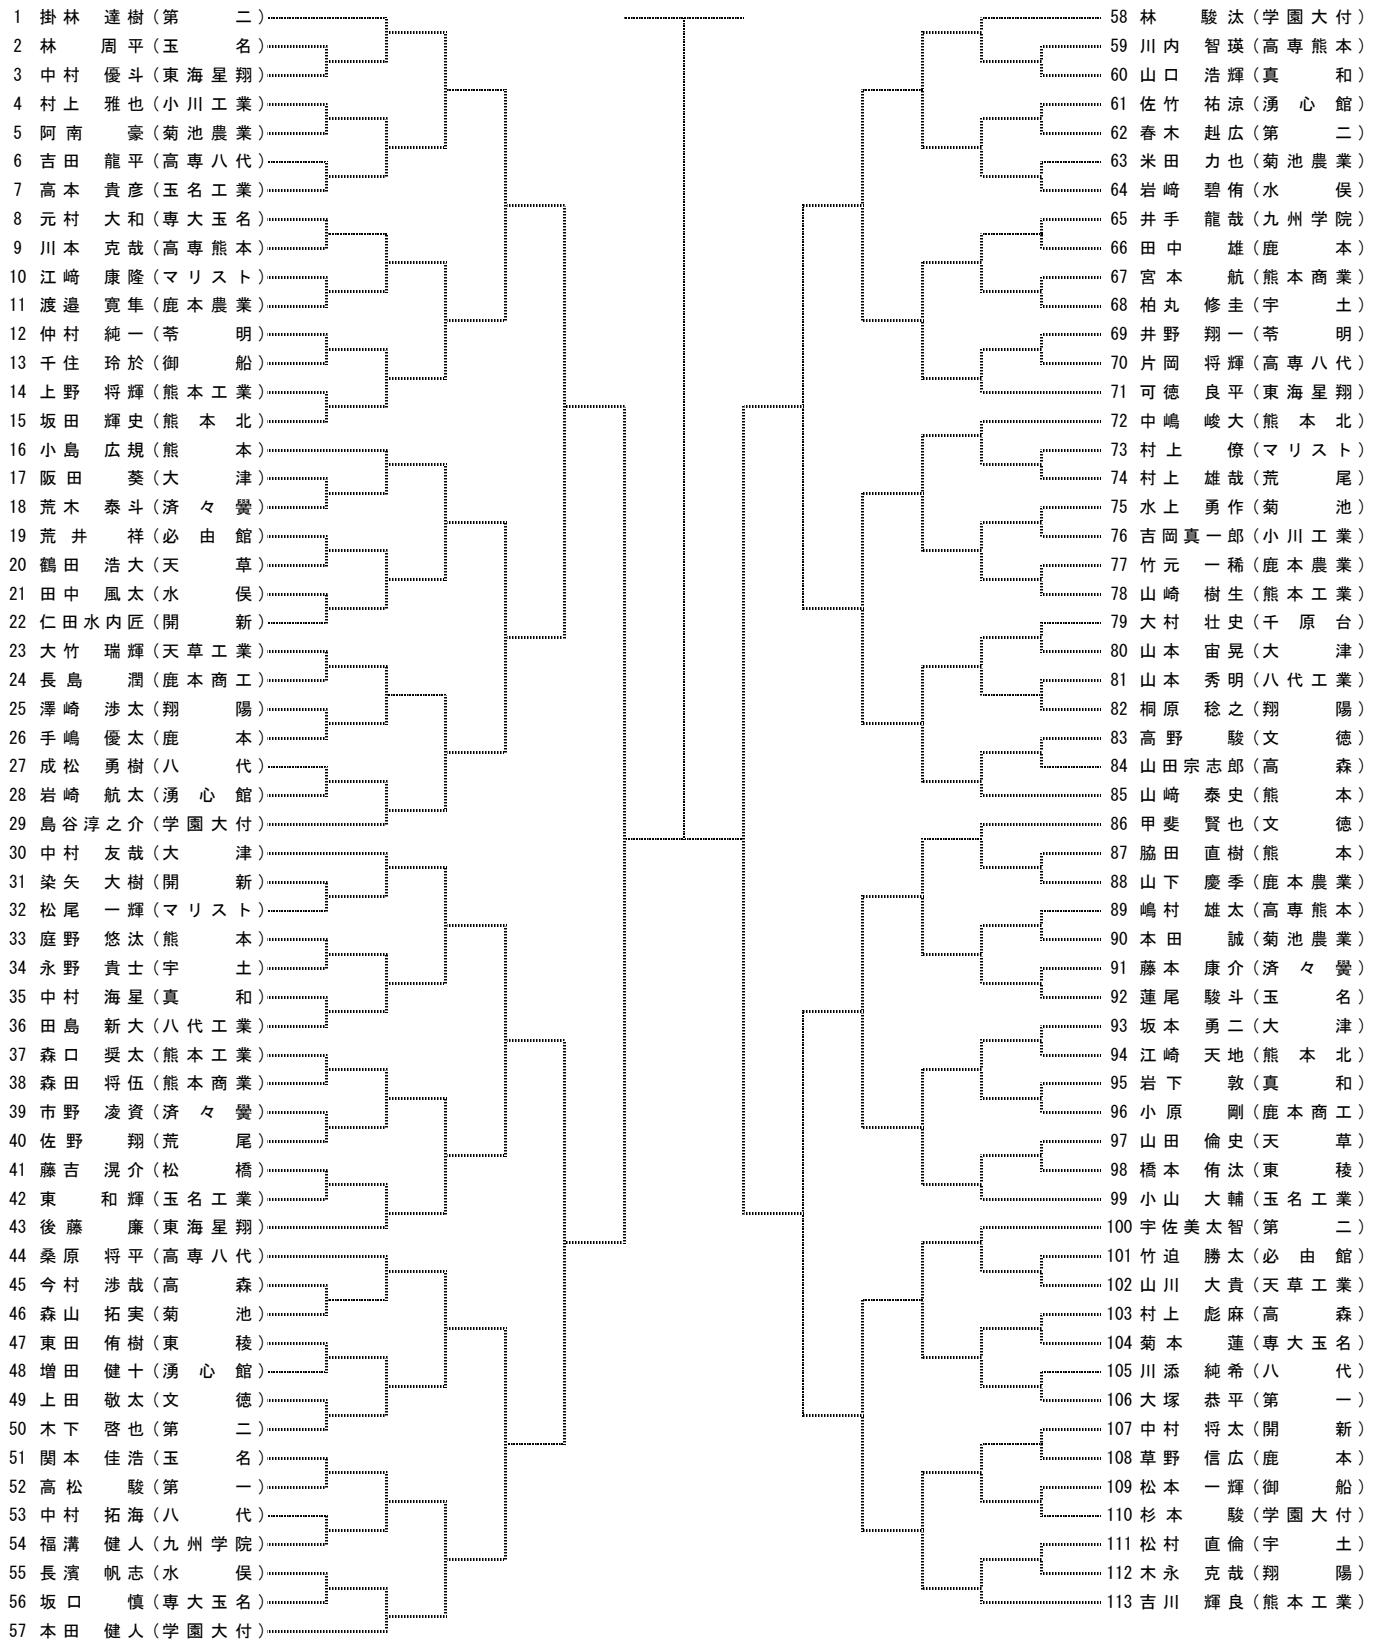 1 掛林 達樹(第二)
2 林 周平(玉名)
3 中村 優斗(東海星翔)
4 村上 雅也(小川工業)
5 阿南 豪(菊池農業)
6 吉田 龍平(高専八代)
7 高本 貴彦(玉名工業)
8 元村 大和(専大玉名)
9 川本 克哉(高専熊本)
10 江﨑 康隆(マリスト)
11 渡邉 寛隼(鹿本農業)
12 仲村 純一(苓明)
13 千住 玲於(御船)
14 上野 将輝(熊本工業)
15 坂田 輝史(熊本北)
16 小島 広規(熊本)
17 阪田 葵(大津)
18 荒木 泰斗(済々黌)
19 荒井 祥(必由館)
20 鶴田 浩大(天草)
21 田中 風太(水俣)
22 仁田水内匠(開新)
23 大竹 瑞輝(天草工業)
24 長島 潤(鹿本商工)
25 澤崎 渉太(翔陽)
26 手嶋 優太(鹿本)
27 成松 勇樹(八代)
28 岩崎 航太(湧心館)
29 島谷淳之介(学園大付)
30 中村 友哉(大津)
31 染矢 大樹(開新)
32 松尾 一輝(マリスト)
33 庭野 悠汰(熊本)
34 永野 貴士(宇土)
35 中村 海星(真和)
36 田島 新大(八代工業)
37 森口 奨太(熊本工業)
38 森田 将伍(熊本商業)
39 市野 凌資(済々黌)
40 佐野 翔(荒尾)
41 藤吉 滉介(松橋)
42 東 和輝(玉名工業)
43 後藤 廉(東海星翔)
44 桑原 将平(高専八代)
45 今村 渉哉(高森)
46 森山 拓実(菊池)
47 東田 侑樹(東稜)
48 増田 健十(湧心館)
49 上田 敬太(文徳)
50 木下 啓也(第二)
51 関本 佳浩(玉名)
52 高松 駿(第一)
53 中村 拓海(八代)
54 福溝 健人(九州学院)
55 長濱 帆志(水俣)
56 坂口 慎(専大玉名)
57 本田 健人(学園大付)
58 林 駿汰(学園大付)
59 川内 智瑛(高専熊本)
60 山口 浩輝(真和)
61 佐竹 祐涼(湧心館)
62 春木 赳広(第二)
63 米田 力也(菊池農業)
64 岩﨑 碧侑(水俣)
65 井手 龍哉(九州学院)
66 田中 雄(鹿本)
67 宮本 航(熊本商業)
68 柏丸 修圭(宇土)
69 井野 翔一(苓明)
70 片岡 将輝(高専八代)
71 可徳 良平(東海星翔)
72 中嶋 峻大(熊本北)
73 村上 僚(マリスト)
74 村上 雄哉(荒尾)
75 水上 勇作(菊池)
76 吉岡真一郎(小川工業)
77 竹元 一稀(鹿本農業)
78 山崎 樹生(熊本工業)
79 大村 壮史(千原台)
80 山本 宙晃(大津)
81 山本 秀明(八代工業)
82 桐原 稔之(翔陽)
83 高野 駿(文徳)
84 山田宗志郎(高森)
85 山﨑 泰史(熊本)
86 甲斐 賢也(文徳)
87 脇田 直樹(熊本)
88 山下 慶季(鹿本農業)
89 嶋村 雄太(高専熊本)
90 本田 誠(菊池農業)
91 藤本 康介(済々黌)
92 蓮尾 駿斗(玉名)
93 坂本 勇二(大津)
94 江崎 天地(熊本北)
95 岩下 敦(真和)
96 小原 剛(鹿本商工)
97 山田 倫史(天草)
98 橋本 侑汰(東稜)
99 小山 大輔(玉名工業)
100 宇佐美太智(第二)
101 竹迫 勝太(必由館)
102 山川 大貴(天草工業)
103 村上 彪麻(高森)
104 菊本 蓮(専大玉名)
105 川添 純希(八代)
106 大塚 恭平(第一)
107 中村 将太(開新)
108 草野 信広(鹿本)
109 松本 一輝(御船)
110 杉本 駿(学園大付)
111 松村 直倫(宇土)
112 木永 克哉(翔陽)
113 吉川 輝良(熊本工業)